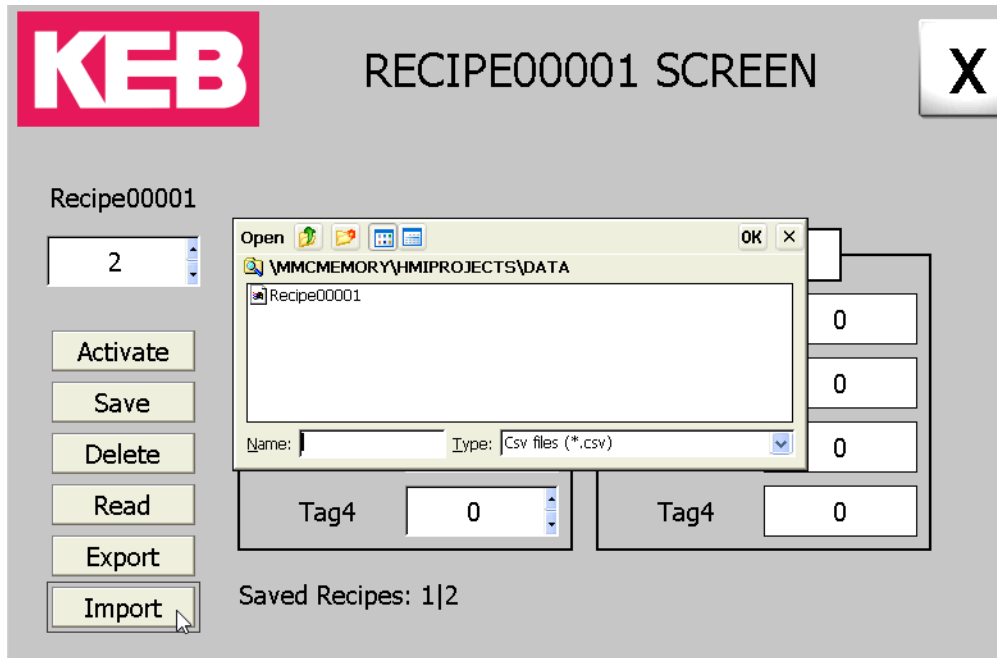 KEB
RECIPE00001 SCREEN
X
Recipe00001
2
Open
OK
\MMCMEMORY\HMIPROJECTS\DATA
Recipe00001
Name:
Type: Csv files (*.csv)
0
0
0
Tag4 0
Tag4 0
Activate
Save
Delete
Read
Export
Import
Saved Recipes: 1|2